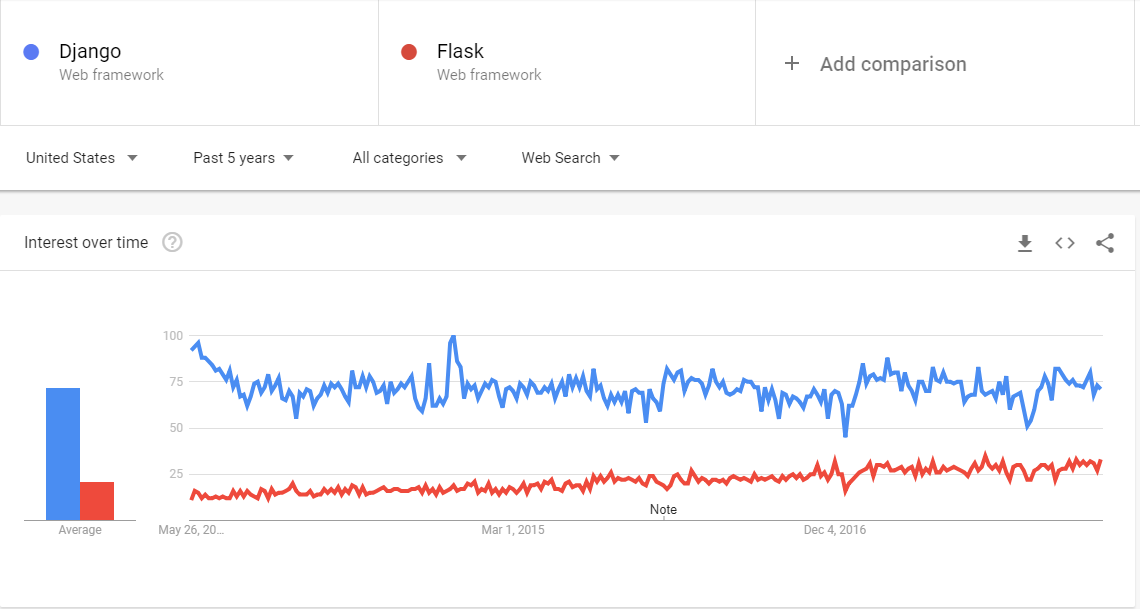 Django
Web framework
Flask
Web framework
+ Add comparison
United States
Past 5 years
All categories
Web Search
Interest over time
?
100
75
50
25
Note
Average
May 26, 20...
Mar 1, 2015
Dec 4, 2016